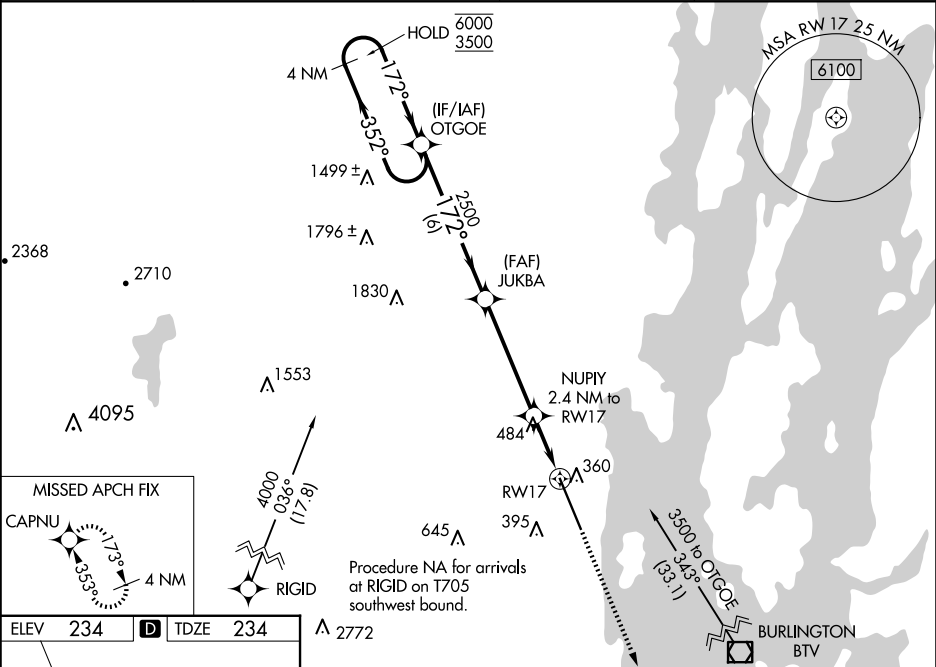 HOLD
6000
3500
4 NM
172°
352°
(IF/IAF)
OTGOE
MSA RW 17 25 NM
6100
1499 ±
2500
172°
(6)
1796 ±
2368
2710
(FAF)
JUKBA
1830
1553
4095
NUPIY
2.4 NM to
RW17
484
360
RW17
MISSED APCH FIX
CAPNU
173°
353°
4 NM
4000
036°
(17.8)
RIGID
645
395
Procedure NA for arrivals
at RIGID on T705
southwest bound.
3500 to OTGOE
343°
(33.1)
BURLINGTON
BTV
ELEV 234 D TDZE 234
2772